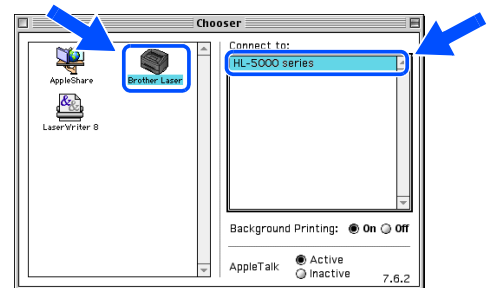 Chooser
AppleShare
Brother Laser
LaserWriter 8
Connect to:
HL-5000 series
Background Printing: On Off
AppleTalk Active
Inactive
7.6.2